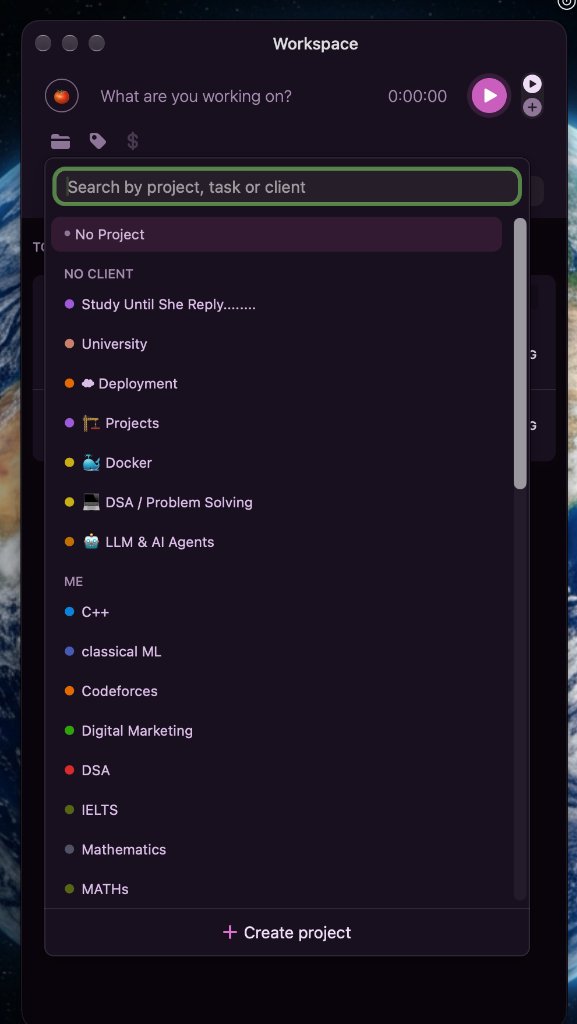 Workspace
What are you working on?
0:00:00
$
Search by project, task or client
No Project
NO CLIENT
Study Until She Reply........
University
Deployment
Projects
Docker
DSA / Problem Solving
LLM & AI Agents
ME
C++
classical ML
Codeforces
Digital Marketing
DSA
IELTS
Mathematics
MATHs
+ Create project